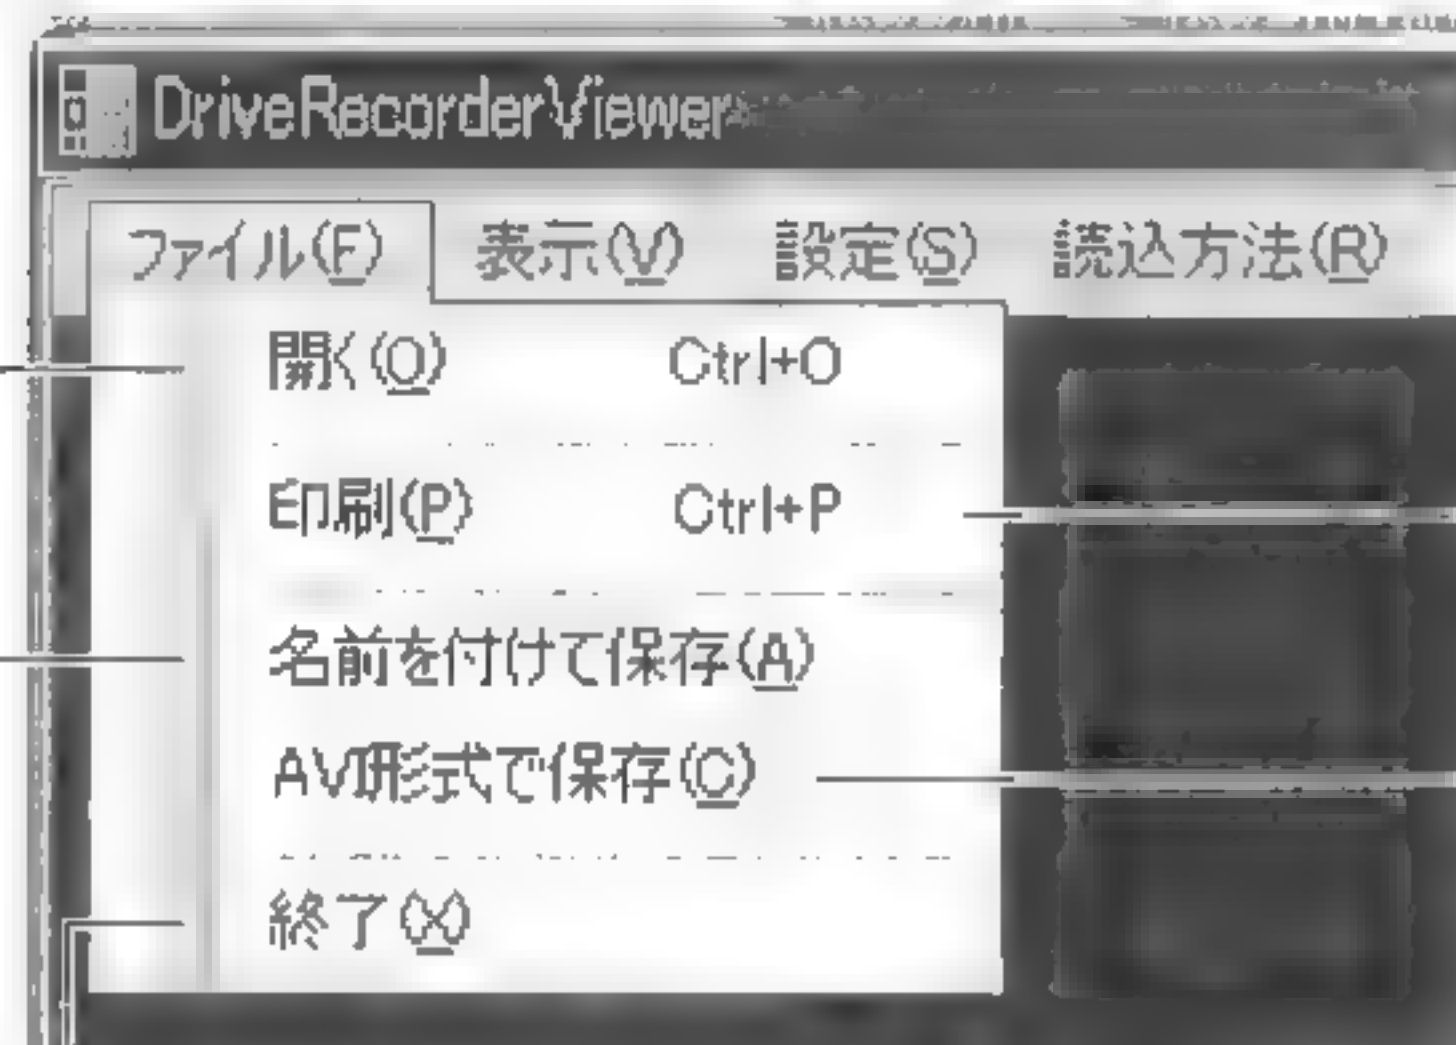 DriveRecorderViewer
ファイル(F) 表示(V) 設定(S) 読込方法(R)
開く(O) Ctrl+O
印刷(P) Ctrl+P
名前を付けて保存(A)
AVI形式で保存(C)
終了(X)